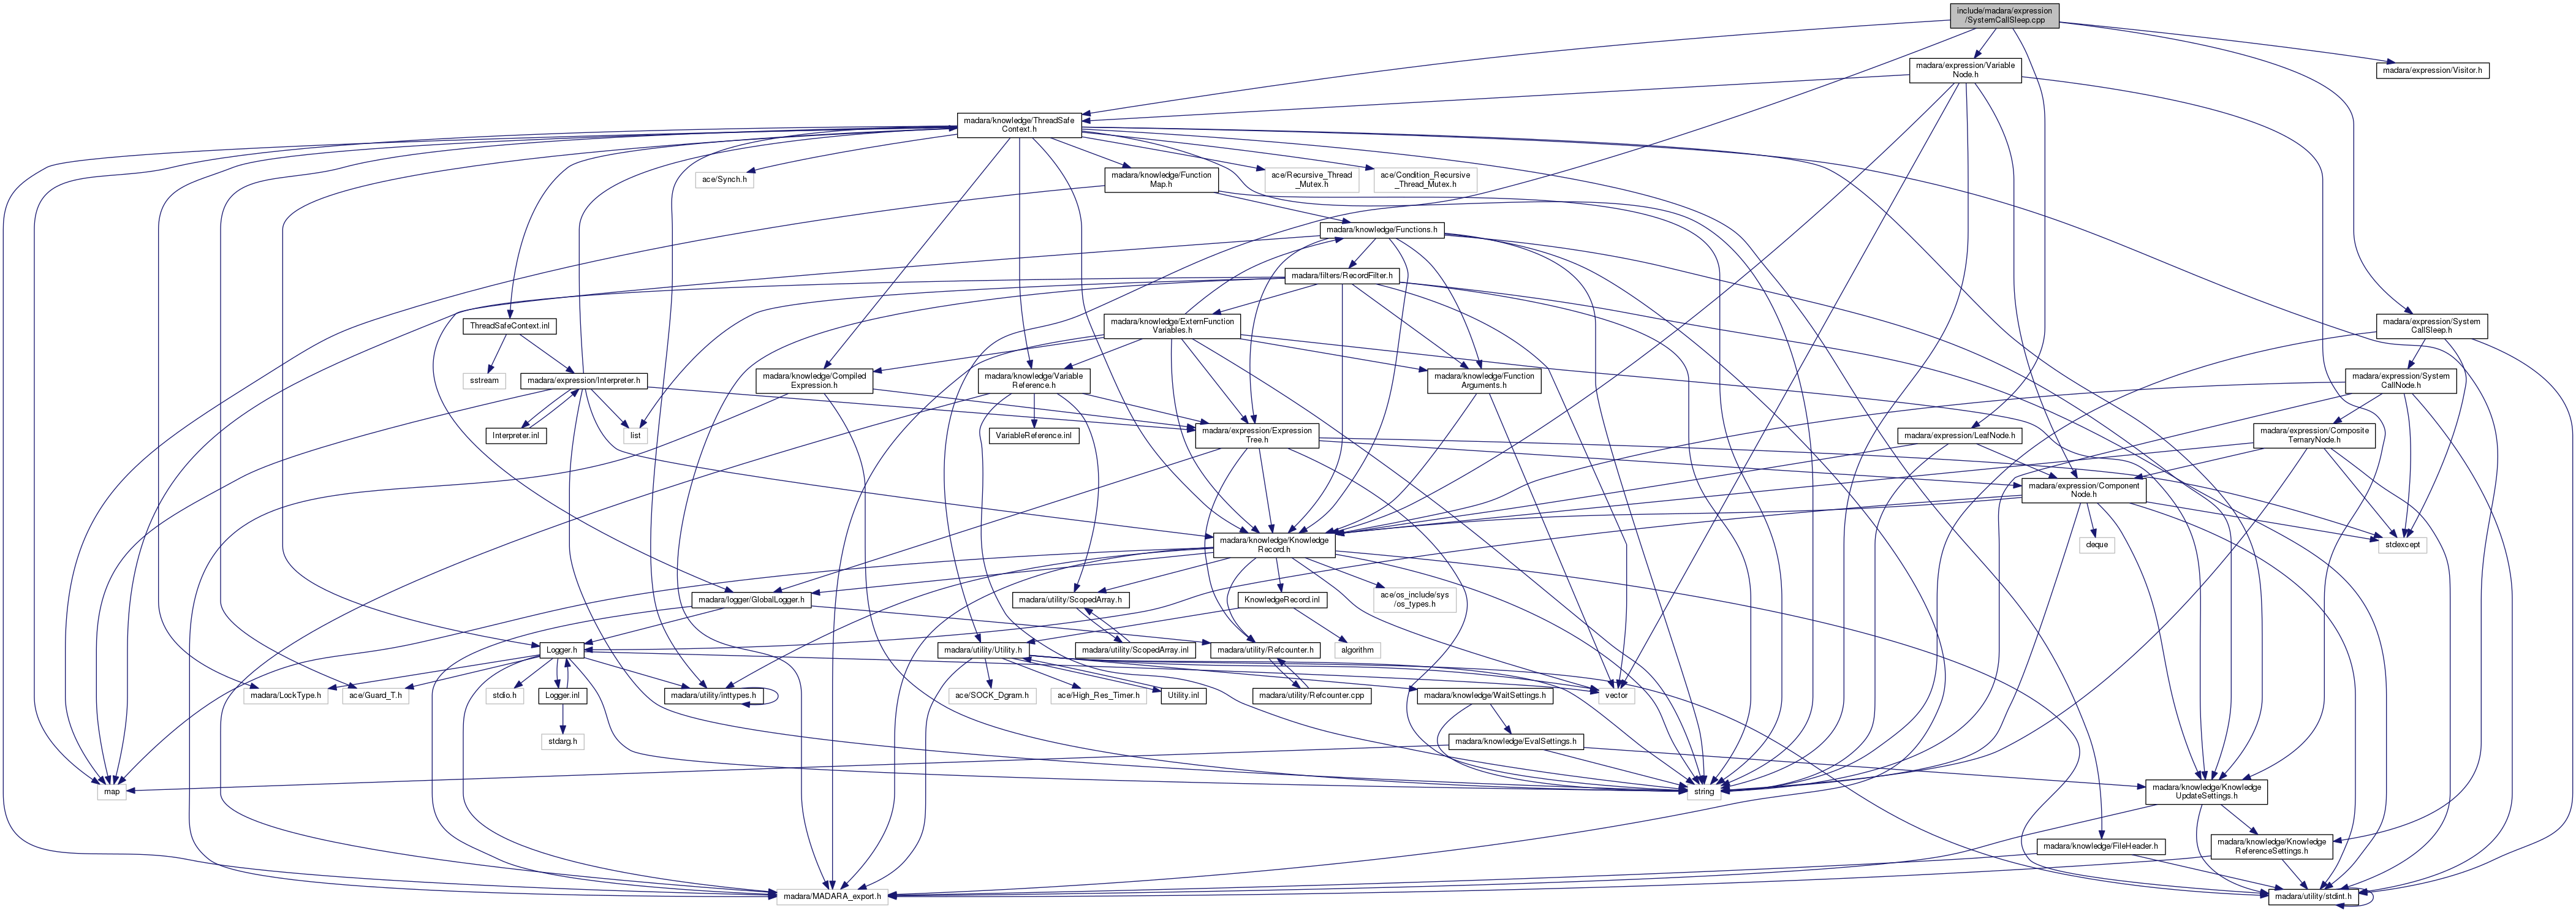 include/madara/expression
/SystemCallSleep.cpp
madara/expression/Variable
Node.h
madara/expression/Visitor.h
madara/knowledge/ThreadSafe
Context.h
ace/Synch.h
madara/knowledge/Function
Map.h
ace/Recursive_Thread
_Mutex.h
ace/Condition_Recursive
_Thread_Mutex.h
madara/knowledge/Functions.h
madara/filters/RecordFilter.h
ThreadSafeContext.inl
madara/knowledge/ExternFunction
Variables.h
madara/expression/System
CallSleep.h
sstream
madara/expression/Interpreter.h
madara/knowledge/Compiled
Expression.h
madara/knowledge/Variable
Reference.h
madara/knowledge/Function
Arguments.h
madara/expression/System
CallNode.h
Interpreter.inl
list
VariableReference.inl
madara/expression/Expression
Tree.h
madara/expression/LeafNode.h
madara/expression/Composite
TernaryNode.h
madara/expression/Component
Node.h
madara/knowledge/Knowledge
Record.h
deque
stdexcept
madara/logger/GlobalLogger.h
madara/utility/ScopedArray.h
KnowledgeRecord.inl
ace/os_include/sys
/os_types.h
Logger.h
madara/utility/Utility.h
madara/utility/ScopedArray.inl
madara/utility/Refcounter.h
algorithm
madara/LockType.h
ace/Guard_T.h
stdio.h
Logger.inl
madara/utility/inttypes.h
ace/SOCK_Dgram.h
ace/High_Res_Timer.h
Utility.inl
madara/utility/Refcounter.cpp
madara/knowledge/WaitSettings.h
vector
stdarg.h
madara/knowledge/EvalSettings.h
map
string
madara/knowledge/Knowledge
UpdateSettings.h
madara/knowledge/FileHeader.h
madara/knowledge/Knowledge
ReferenceSettings.h
madara/MADARA_export.h
madara/utility/stdint.h